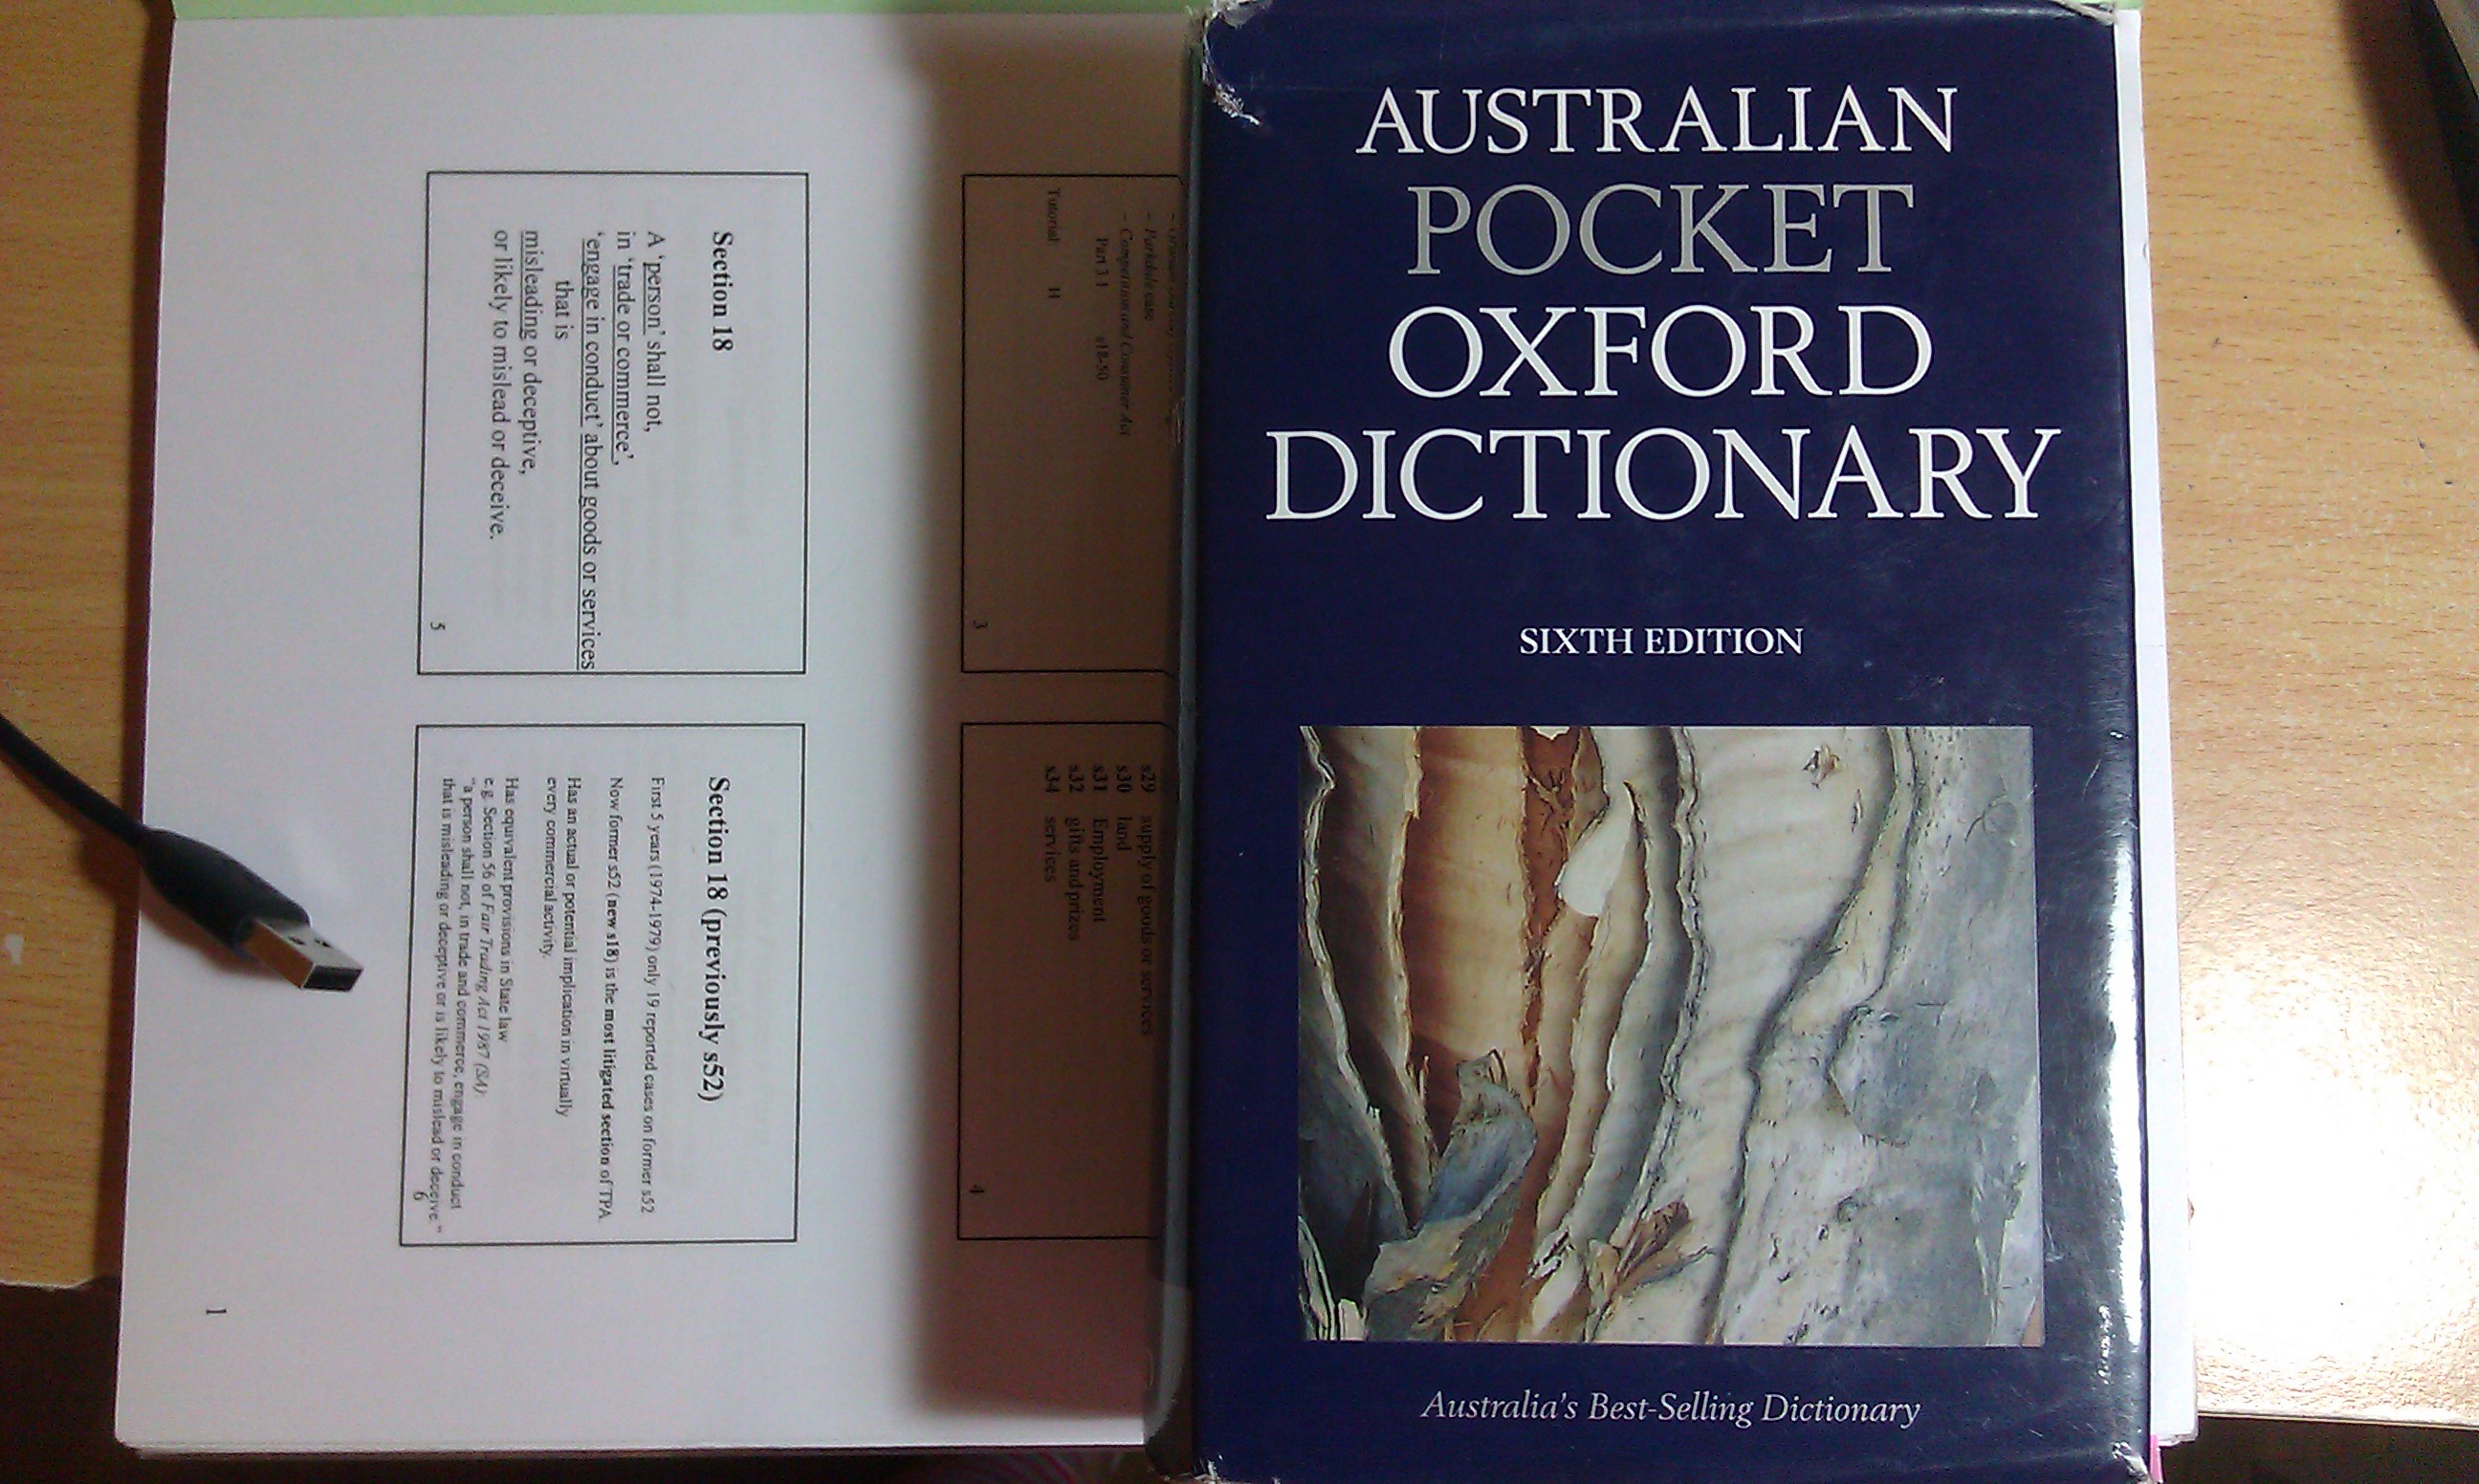 AUSTRALIAN
POCKET
OXFORD
DICTIONARY
SIXTH EDITION
Australia's Best-Selling Dictionary
– Parkdale case
– Competition and Consumer Act
Part 3 1 s18-50
Tutorial
3
s29 supply of goods or services
s30 land
s31 Employment
s32 gifts and prizes
s34 services
4
Section 18
A 'person' shall not,
in 'trade or commerce',
'engage in conduct' about goods or services
that is
misleading or deceptive,
or likely to mislead or deceive.
5
Section 18 (previously s52)
First 5 years (1974-1979) only 19 reported cases on former s52
Now former s52 (new s18) is the most litigated section of TPA.
Has an actual or potential implication in virtually
every commercial activity.
Has equivalent provisions in State law
e.g. Section 56 of Fair Trading Act 1987 (SA):
"a person shall not, in trade and commerce, engage in conduct
that is misleading or deceptive or is likely to mislead or deceive."
6
1